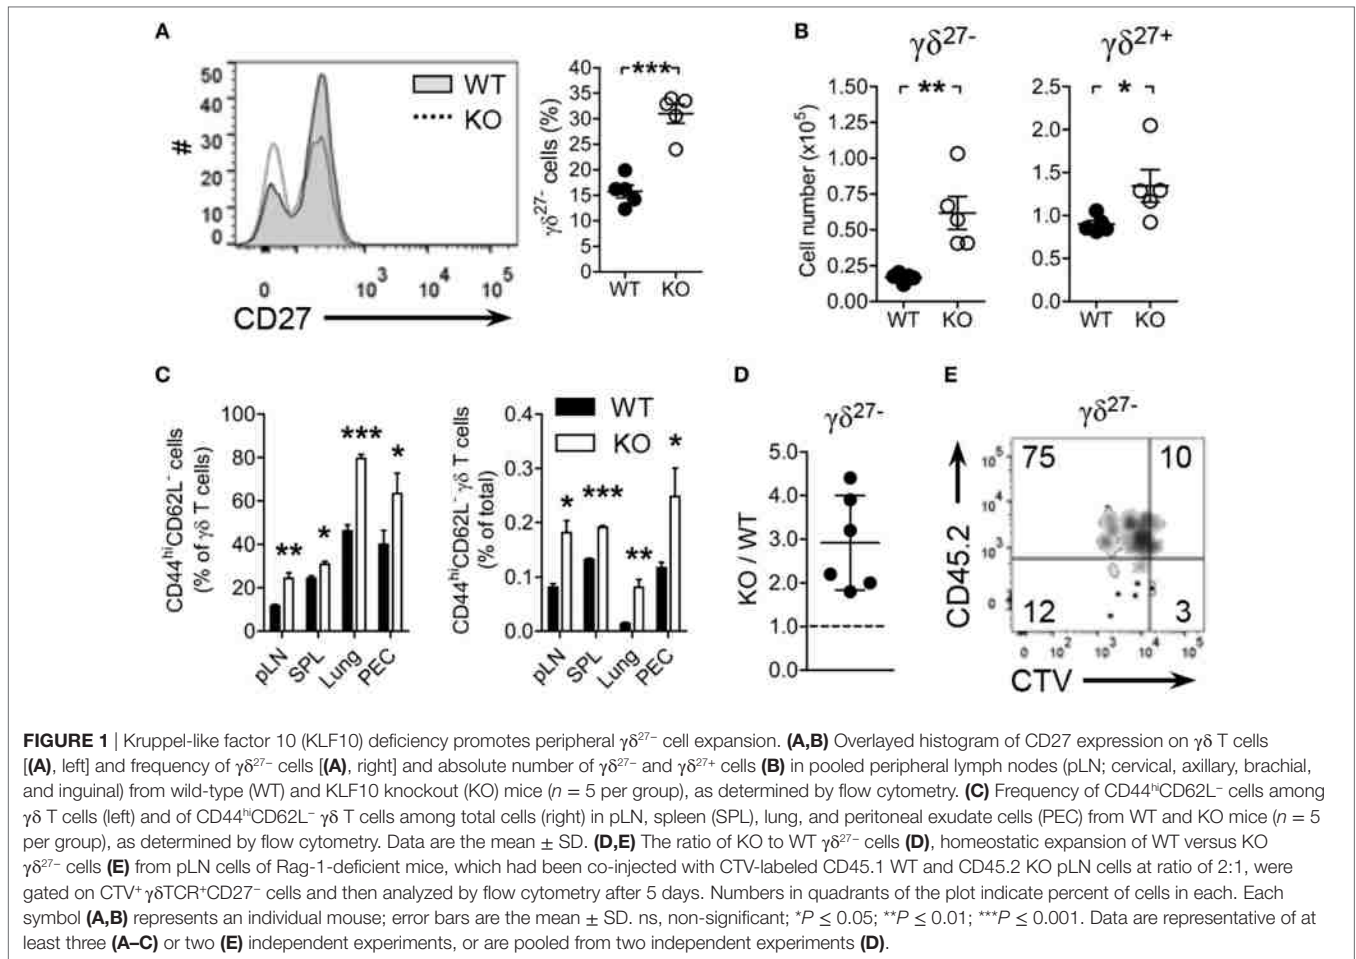 A
#
50
40
30
20
10
0
WT
KO
0
10³
10⁴
10⁵
CD27
γδ²⁷⁻ cells (%)
40
35
30
25
20
15
10
5
0
***
WT
KO
B
γδ²⁷⁻
Cell number (x10⁵)
1.50
1.25
1.00
0.75
0.50
0.25
0.00
**
WT
KO
γδ²⁷⁺
2.5
2.0
1.5
1.0
0.5
0.0
*
WT
KO
C
CD44ʰⁱCD62L⁻ cells
(% of γδ T cells)
100
80
60
40
20
0
**
*
***
*
pLN
SPL
Lung
PEC
CD44ʰⁱCD62L⁻ γδ T cells
(% of total)
0.4
0.3
0.2
0.1
0.0
WT
KO
*
***
**
*
pLN
SPL
Lung
PEC
D
γδ²⁷⁻
KO / WT
5.0
4.0
3.0
2.0
1.0
0.0
E
γδ²⁷⁻
CD45.2
10⁵
10⁴
10³
0
75
10
12
3
0
10²
10³
10⁴
10⁵
CTV
FIGURE 1 | Kruppel-like factor 10 (KLF10) deficiency promotes peripheral γδ²⁷⁻ cell expansion. (A,B) Overlayed histogram of CD27 expression on γδ T cells
[(A), left] and frequency of γδ²⁷⁻ cells [(A), right] and absolute number of γδ²⁷⁻ and γδ²⁷⁺ cells (B) in pooled peripheral lymph nodes (pLN; cervical, axillary, brachial,
and inguinal) from wild-type (WT) and KLF10 knockout (KO) mice (n = 5 per group), as determined by flow cytometry. (C) Frequency of CD44ʰⁱCD62L⁻ cells among
γδ T cells (left) and of CD44ʰⁱCD62L⁻ γδ T cells among total cells (right) in pLN, spleen (SPL), lung, and peritoneal exudate cells (PEC) from WT and KO mice (n = 5
per group), as determined by flow cytometry. Data are the mean ± SD. (D,E) The ratio of KO to WT γδ²⁷⁻ cells (D), homeostatic expansion of WT versus KO
γδ²⁷⁻ cells (E) from pLN cells of Rag-1-deficient mice, which had been co-injected with CTV-labeled CD45.1 WT and CD45.2 KO pLN cells at ratio of 2:1, were
gated on CTV⁺ γδTCR⁺CD27⁻ cells and then analyzed by flow cytometry after 5 days. Numbers in quadrants of the plot indicate percent of cells in each. Each
symbol (A,B) represents an individual mouse; error bars are the mean ± SD. ns, non-significant; *P ≤ 0.05; **P ≤ 0.01; ***P ≤ 0.001. Data are representative of at
least three (A–C) or two (E) independent experiments, or are pooled from two independent experiments (D).